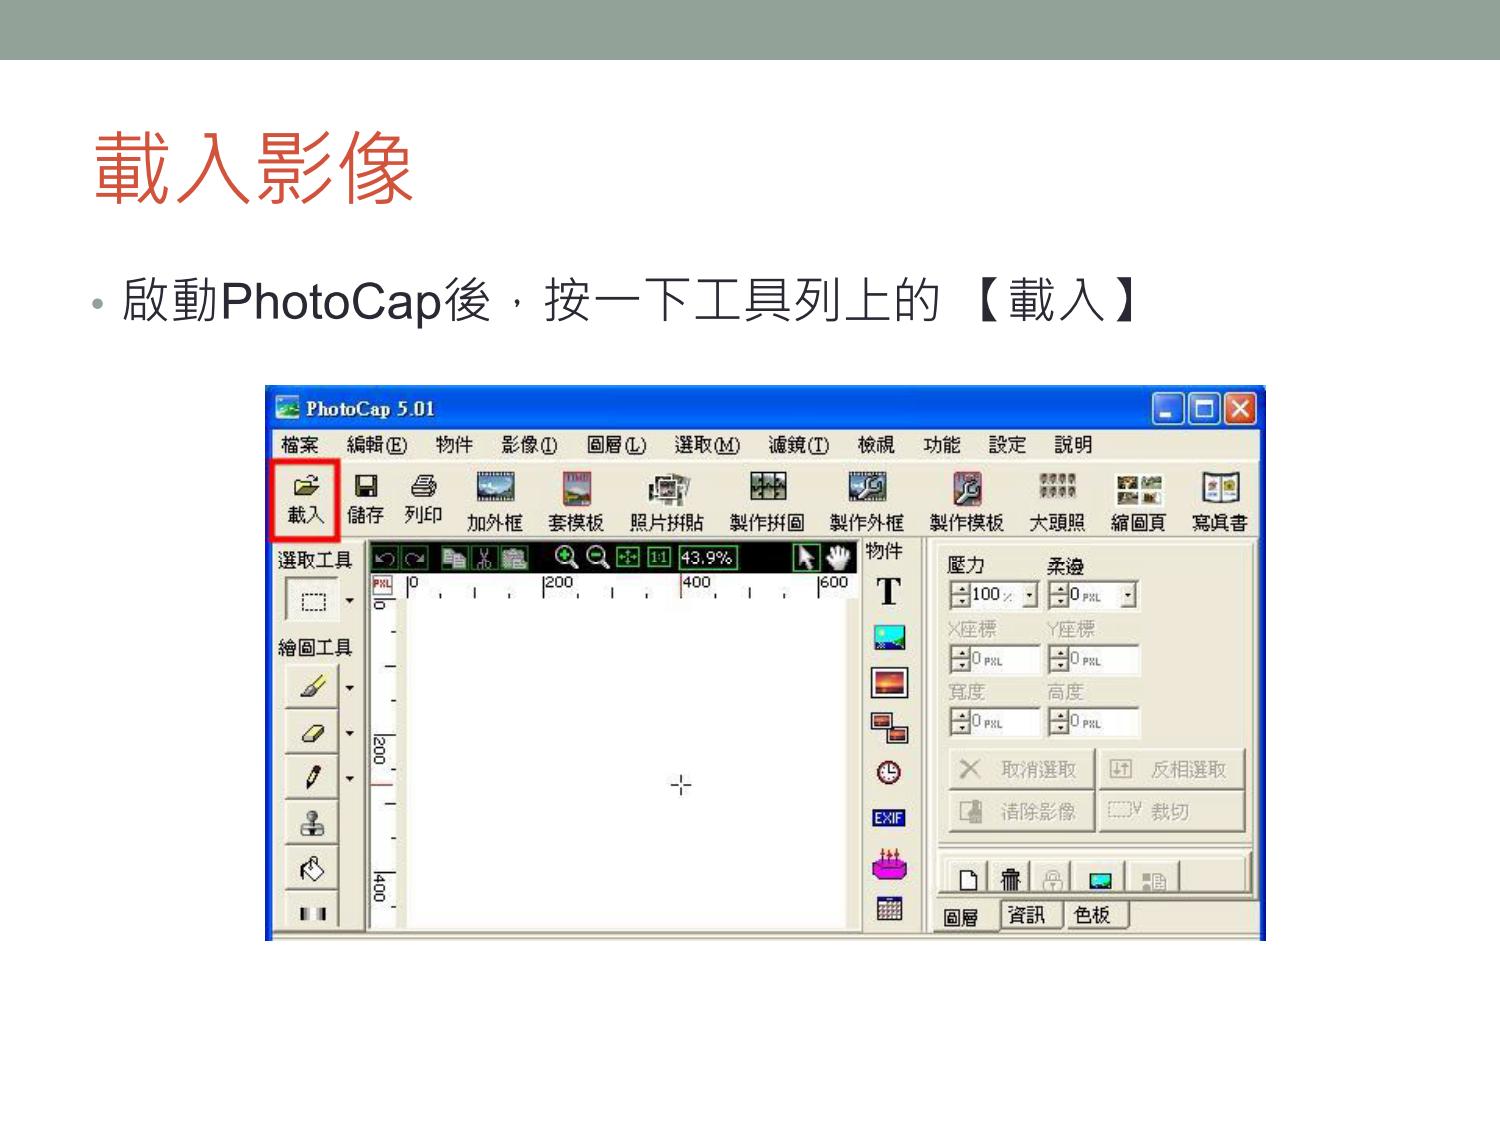 載入影像
• 啟動PhotoCap後，按一下工具列上的【載入】
PhotoCap 5.01
檔案 編輯(E) 物件 影像(I) 圖層(L) 選取(M) 濾鏡(T) 檢視 功能 設定 說明
載入 儲存 列印 加外框 套模板 照片拼貼 製作拼圖 製作外框 製作模板 大頭照 縮圖頁 寫真書
選取工具
繪圖工具
1:1 43.9%
PXL 0 200 400 600
0
200
400
物件
T
EXIF
壓力 柔邊
100% 0 PXL
X座標 Y座標
0 PXL 0 PXL
寬度 高度
0 PXL 0 PXL
取消選取 反相選取
清除影像 裁切
圖層 資訊 色板